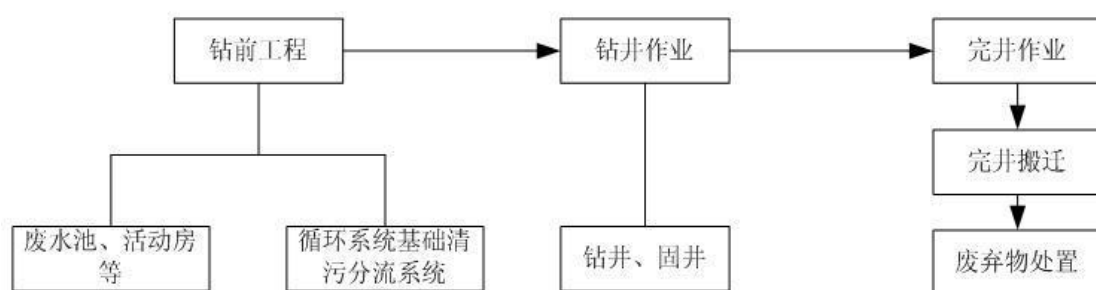 钻前工程
钻井作业
完井作业
完井搬迁
废水池、活动房
等
循环系统基础清
污分流系统
钻井、固井
废弃物处置